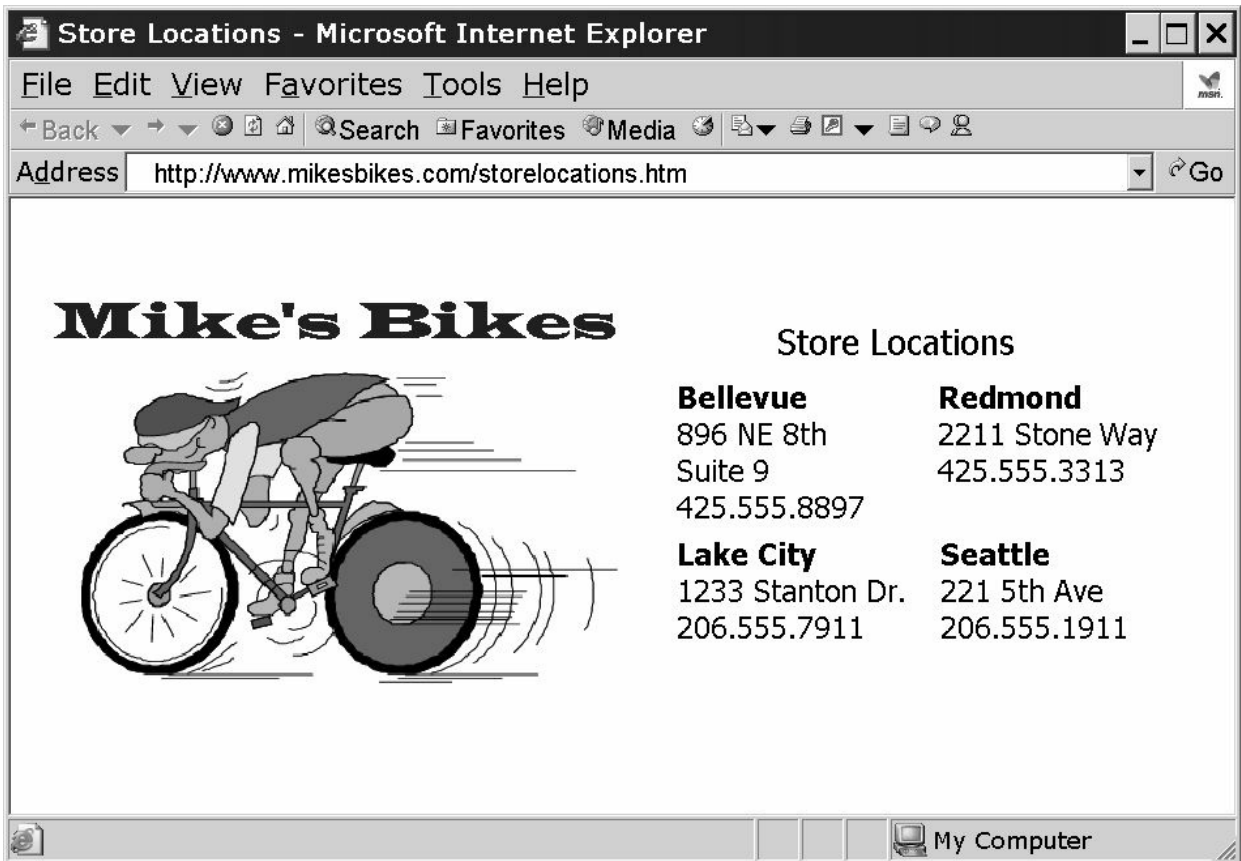 Store Locations - Microsoft Internet Explorer
File Edit View Favorites Tools Help
msn.
Back Search Favorites Media
Address http://www.mikesbikes.com/storelocations.htm Go
Mike's Bikes
Store Locations
Bellevue
896 NE 8th
Suite 9
425.555.8897
Redmond
2211 Stone Way
425.555.3313
Lake City
1233 Stanton Dr.
206.555.7911
Seattle
221 5th Ave
206.555.1911
My Computer